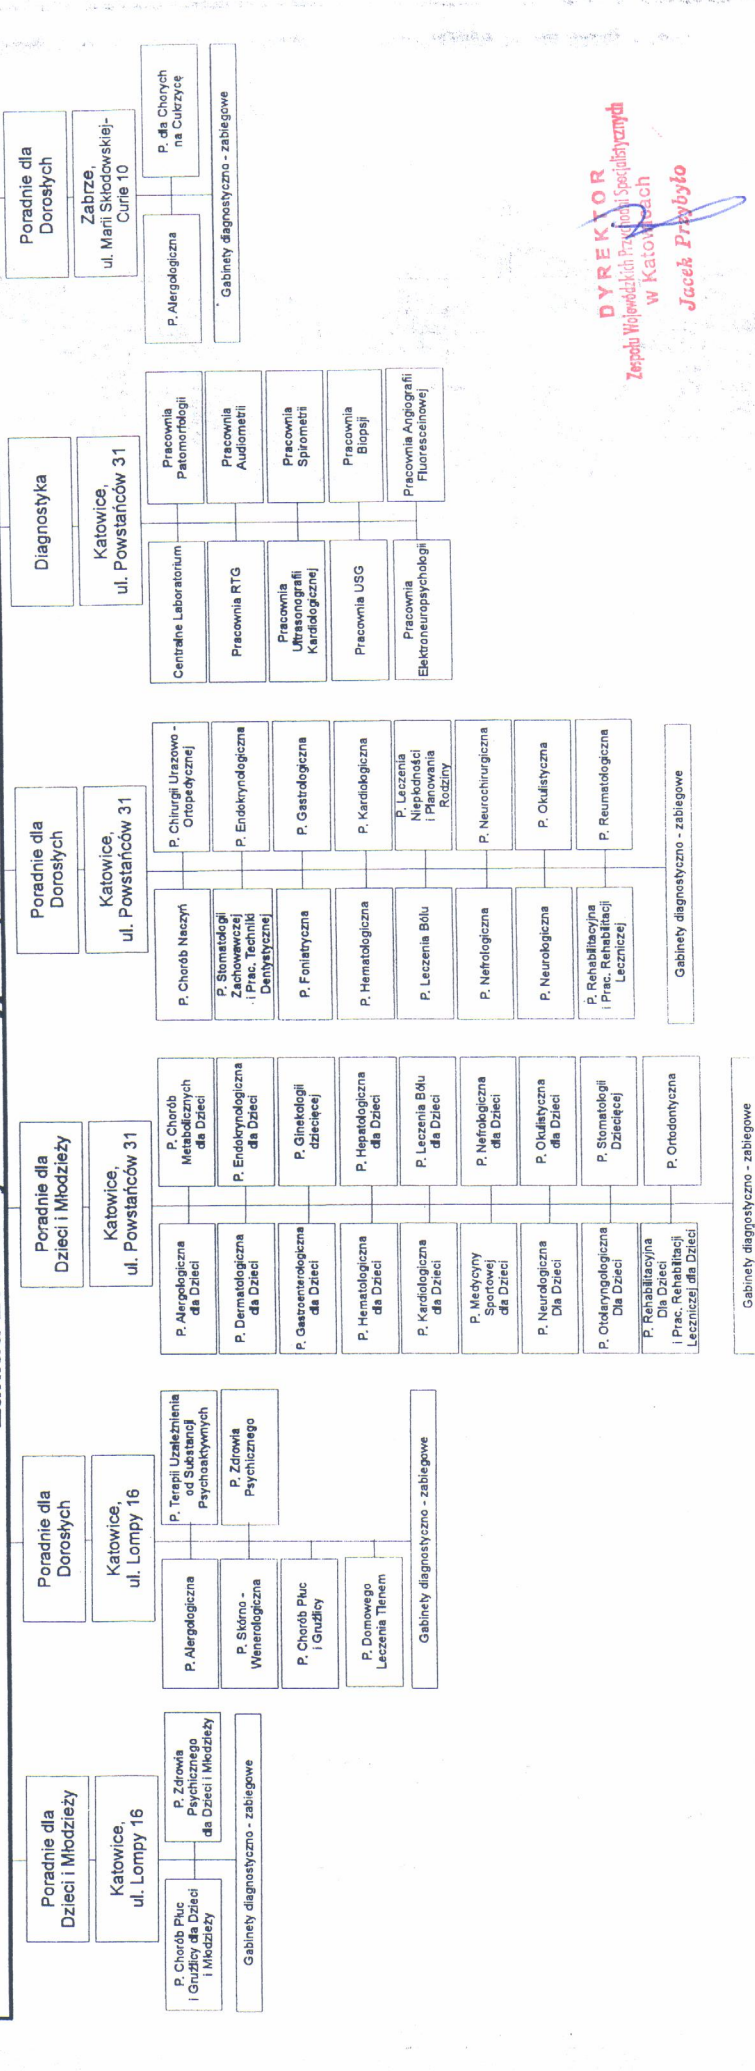 Poradnie dla
Dzieci i Młodzieży
Katowice,
ul. Lompy 16
P. Chorób Płuc
i Gruźlicy dla Dzieci
i Młodzieży
P. Zdrowia
Psychicznego
dla Dzieci i Młodzieży
Gabinety diagnostyczno - zabiegowe
Poradnie dla
Dorosłych
Katowice,
ul. Lompy 16
P. Alergologiczna
P. Terapii Uzależnienia
od Substancji
Psychoaktywnych
P. Skórno -
Wenerologiczna
P. Zdrowia
Psychicznego
P. Chorób Płuc
i Gruźlicy
P. Domowego
Leczenia Tlenem
Gabinety diagnostyczno - zabiegowe
Poradnie dla
Dzieci i Młodzieży
Katowice,
ul. Powstańców 31
P. Alergologiczna
dla Dzieci
P. Chorób
Metabolicznych
dla Dzieci
P. Dermatologiczna
dla Dzieci
P. Endokrynologiczna
dla Dzieci
P. Gastroenterologiczna
dla Dzieci
P. Ginekologii
dziecięcej
P. Hematologiczna
dla Dzieci
P. Hepatologiczna
dla Dzieci
P. Kardiologiczna
dla Dzieci
P. Leczenia Bólu
dla Dzieci
P. Medycyny
Sportowej
dla Dzieci
P. Nefrologiczna
dla Dzieci
P. Neurologiczna
Dla Dzieci
P. Okulistyczna
dla Dzieci
P. Otolaryngologiczna
Dla Dzieci
P. Stomatologii
Dziecięcej
P. Rehabilitacyjna
Dla Dzieci
i Prac. Rehabilitacji
Leczniczej dla Dzieci
P. Ortodontyczna
Gabinety diagnostyczno - zabiegowe
Poradnie dla
Dorosłych
Katowice,
ul. Powstańców 31
P. Chorób Naczyń
P. Chirurgii Urazowo -
Ortopedycznej
P. Stomatologii
Zachowawczej
i Prac. Techniki
Dentystycznej
P. Endokrynologiczna
P. Foniatryczna
P. Gastrologiczna
P. Hematologiczna
P. Kardiologiczna
P. Leczenia Bólu
P. Leczenia
Niepłodności
i Planowania
Rodziny
P. Nefrologiczna
P. Neurochirurgiczna
P. Neurologiczna
P. Okulistyczna
P. Rehabilitacyjna
i Prac. Rehabilitacji
Leczniczej
P. Reumatologiczna
Gabinety diagnostyczno - zabiegowe
Diagnostyka
Katowice,
ul. Powstańców 31
Centralne Laboratorium
Pracownia
Patomorfologii
Pracownia RTG
Pracownia
Audiometrii
Pracownia
Ultrasonografii
Kardiologicznej
Pracownia
Spirometrii
Pracownia USG
Pracownia
Biopsji
Pracownia
Elektroneuropsychologii
Pracownia Angiografii
Fluoresceinowej
Poradnie dla
Dorosłych
Zabrze,
ul. Marii Skłodowskiej-
Curie 10
P. Alergologiczna
P. dla Chorych
na Cukrzycę
Gabinety diagnostyczno - zabiegowe
DYREKTOR
Zespołu Wojewódzkich Przychodni Specjalistycznych
w Katowicach
Jacek Przybyło